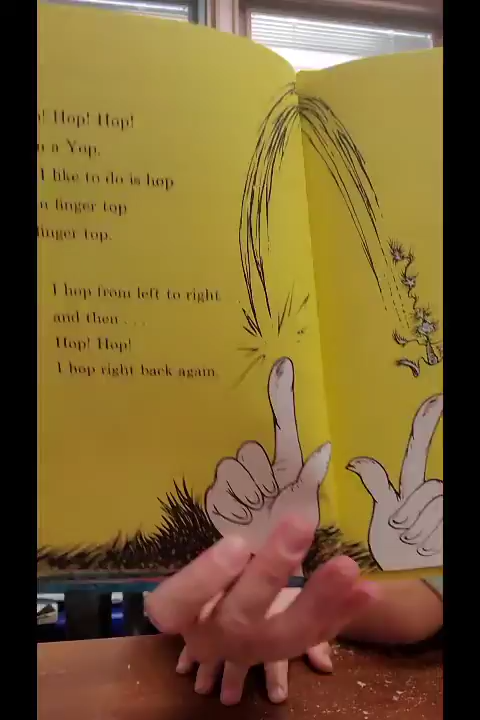 Hop! Hop!
a Yop,
I like to do is hop
finger top
finger top.
I hop from left to right
and then . . .
Hop! Hop!
I hop right back again.